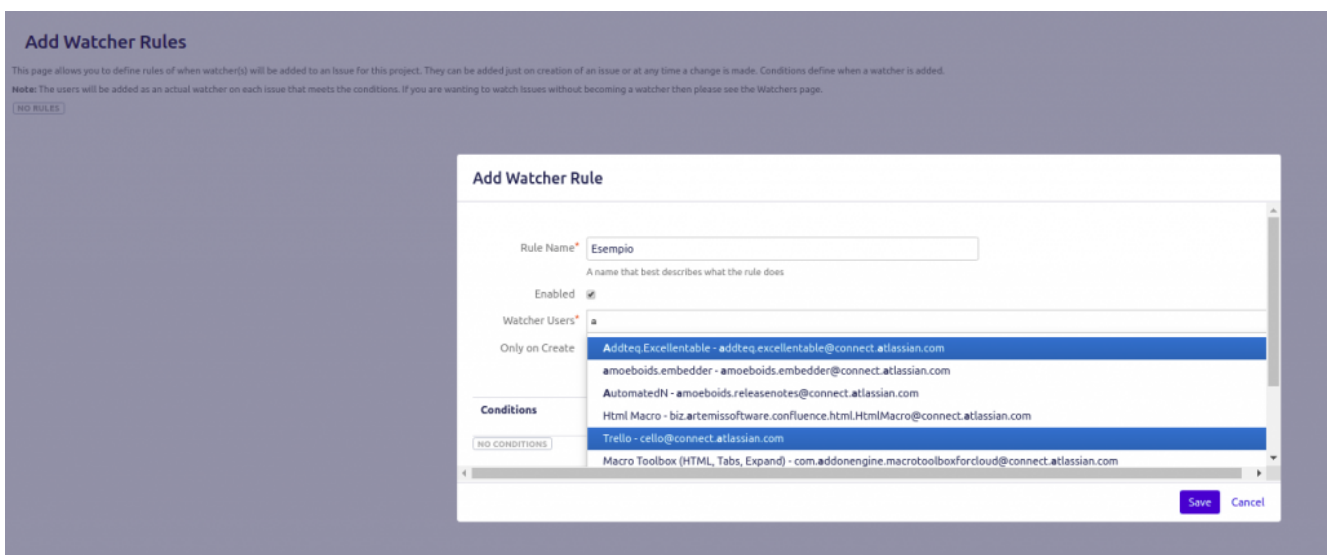 Add Watcher Rules
This page allows you to define rules of when watcher(s) will be added to an Issue for this project. They can be added just on creation of an issue or at any time a change is made. Conditions define when a watcher is added.
Note: The users will be added as an actual watcher on each issue that meets the conditions. If you are wanting to watch Issues without becoming a watcher then please see the Watchers page.
NO RULES
Add Watcher Rule
Rule Name* Esempio
A name that best describes what the rule does
Enabled
Watcher Users* a
Only on Create Addteq.Excellentable - addteq.excellentable@connect.atlassian.com
amoeboids.embedder - amoeboids.embedder@connect.atlassian.com
AutomatedN - amoeboids.releasenotes@connect.atlassian.com
Conditions Html Macro - biz.artemissoftware.confluence.html.HtmlMacro@connect.atlassian.com
NO CONDITIONS Trello - cello@connect.atlassian.com
Macro Toolbox (HTML, Tabs, Expand) - com.addonengine.macrotoolboxforcloud@connect.atlassian.com
Save Cancel